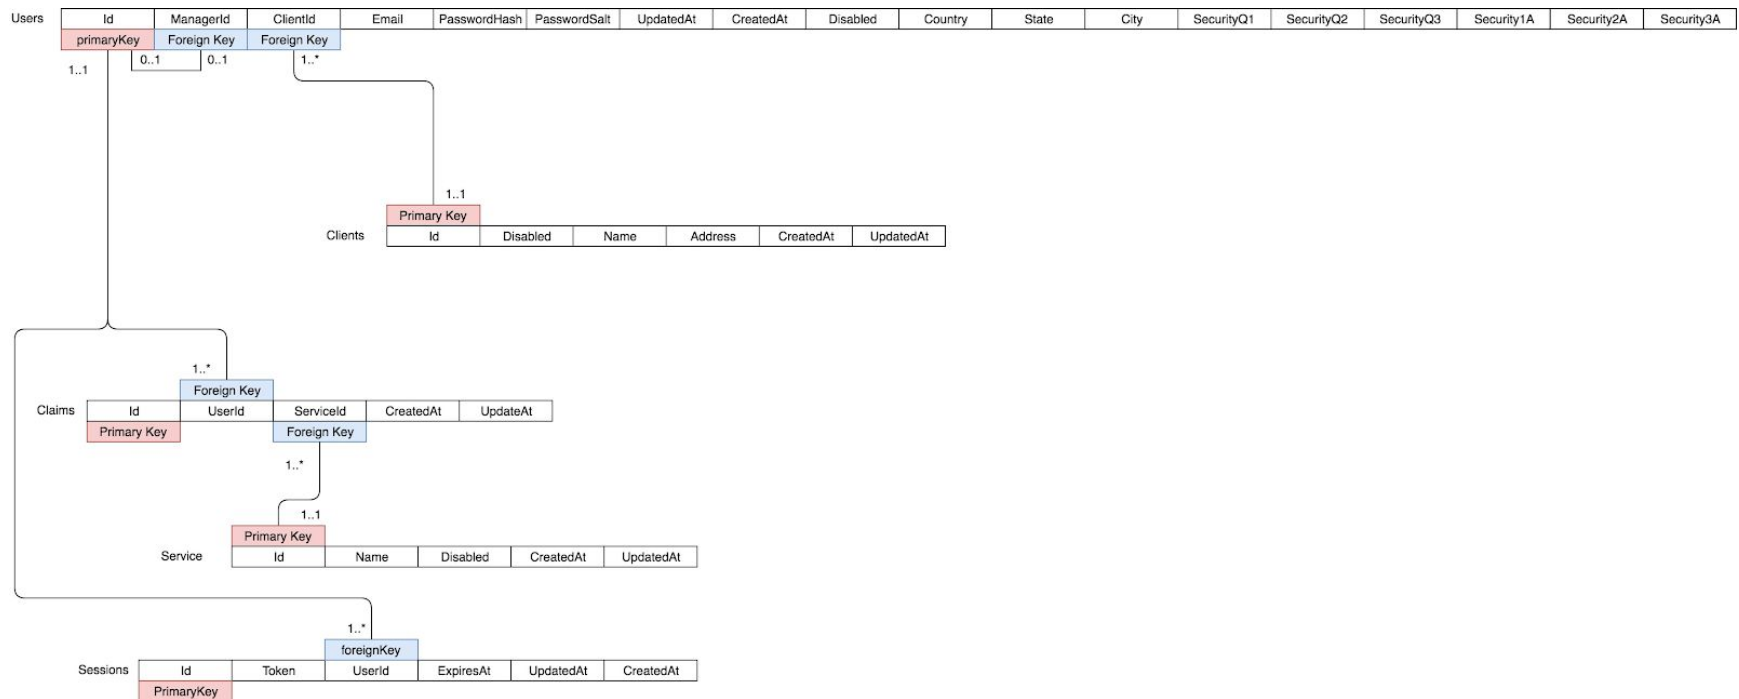 Users Id ManagerId ClientId Email PasswordHash PasswordSalt UpdatedAt CreatedAt Disabled Country State City SecurityQ1 SecurityQ2 SecurityQ3 Security1A Security2A Security3A
primaryKey Foreign Key Foreign Key
1..1 0..1 0..1 1..*
1..1
Primary Key
Clients Id Disabled Name Address CreatedAt UpdatedAt
1..*
Foreign Key
Claims Id UserId ServiceId CreatedAt UpdateAt
Primary Key Foreign Key
1..*
1..1
Primary Key
Service Id Name Disabled CreatedAt UpdatedAt
1..*
foreignKey
Sessions Id Token UserId ExpiresAt UpdatedAt CreatedAt
PrimaryKey